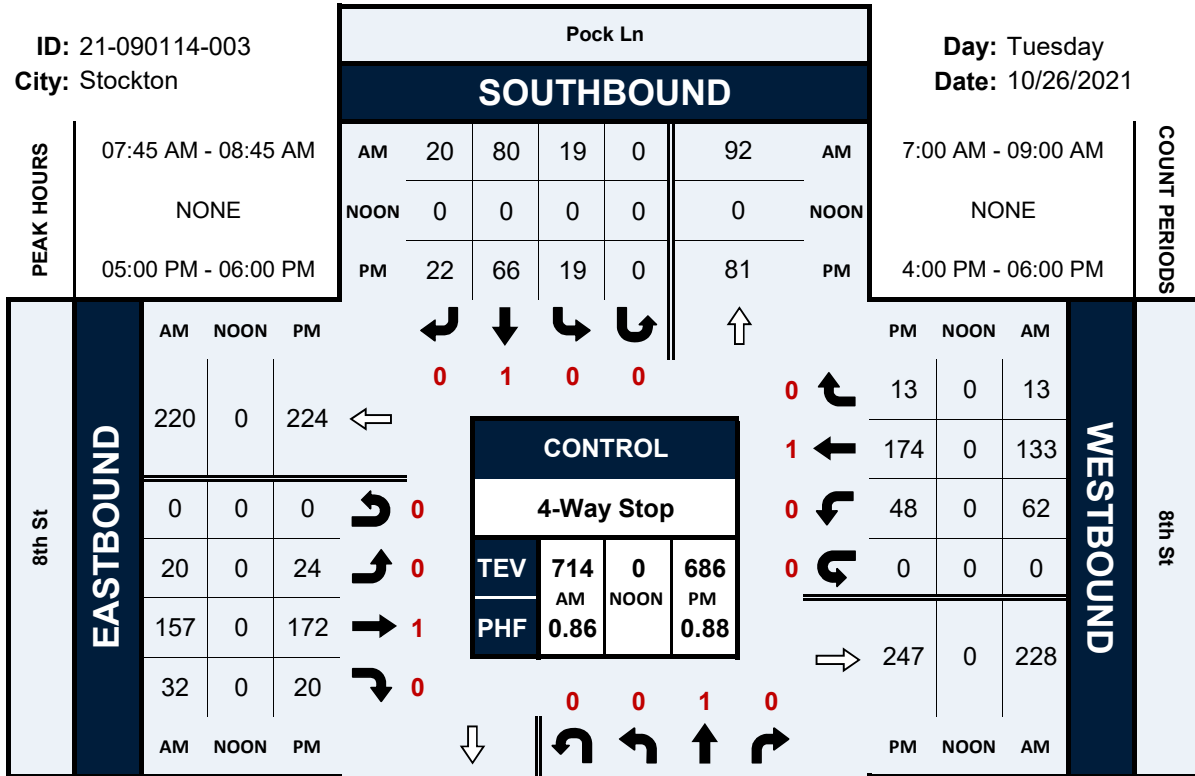 ID: 21-090114-003
City: Stockton
Pock Ln
SOUTHBOUND
Day: Tuesday
Date: 10/26/2021
PEAK HOURS
07:45 AM - 08:45 AM
NONE
05:00 PM - 06:00 PM
AM 20 80 19 0 92 AM
NOON 0 0 0 0 0 NOON
PM 22 66 19 0 81 PM
7:00 AM - 09:00 AM
NONE
4:00 PM - 06:00 PM
COUNT PERIODS
0 1 0 0
8th St
EASTBOUND
AM NOON PM
220 0 224
0 0 0 0
20 0 24 0
157 0 172 1
32 0 20 0
AM NOON PM
CONTROL
4-Way Stop
TEV 714 0 686
AM NOON PM
PHF 0.86 0.88
PM NOON AM
0 13 0 13
1 174 0 133
0 48 0 62
0 0 0 0
247 0 228
PM NOON AM
WESTBOUND
8th St
0 0 1 0